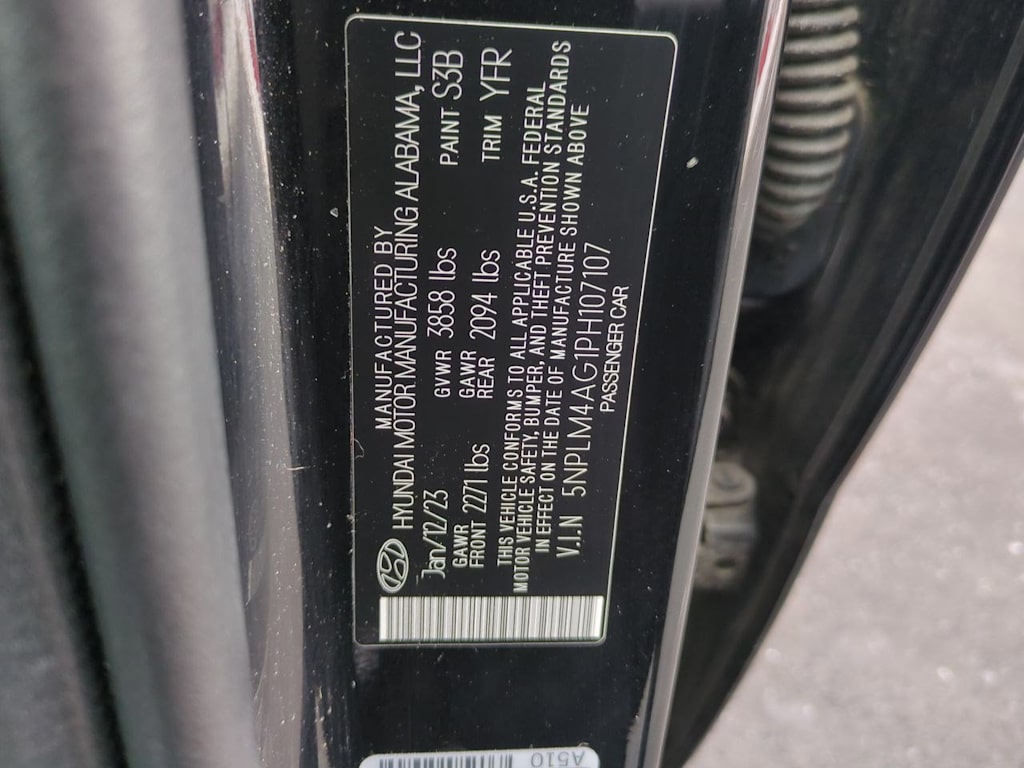 MANUFACTURED BY
HYUNDAI MOTOR MANUFACTURING ALABAMA, LLC
Jan/12/23 GVWR 3858 lbs PAINT S3B
GAWR FRONT 2271 lbs GAWR REAR 2094 lbs TRIM YFR
THIS VEHICLE CONFORMS TO ALL APPLICABLE U.S.A. FEDERAL
MOTOR VEHICLE SAFETY, BUMPER, AND THEFT PREVENTION STANDARDS
IN EFFECT ON THE DATE OF MANUFACTURE SHOWN ABOVE
V.I.N 5NPLM4AG1PH107107
PASSENGER CAR
A510